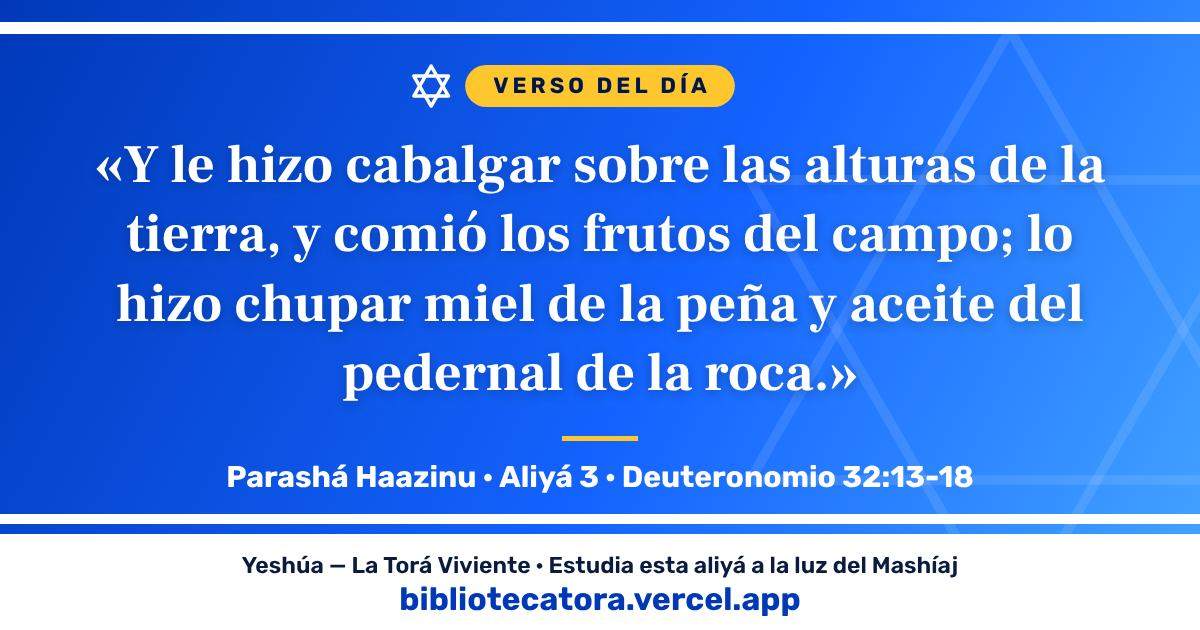 VERSO DEL DÍA
«Y le hizo cabalgar sobre las alturas de la
tierra, y comió los frutos del campo; lo
hizo chupar miel de la peña y aceite del
pedernal de la roca.»
Parashá Haazinu • Aliyá 3 • Deuteronomio 32:13-18
Yeshúa — La Torá Viviente • Estudia esta aliyá a la luz del Mashíaj
bibliotecatora.vercel.app